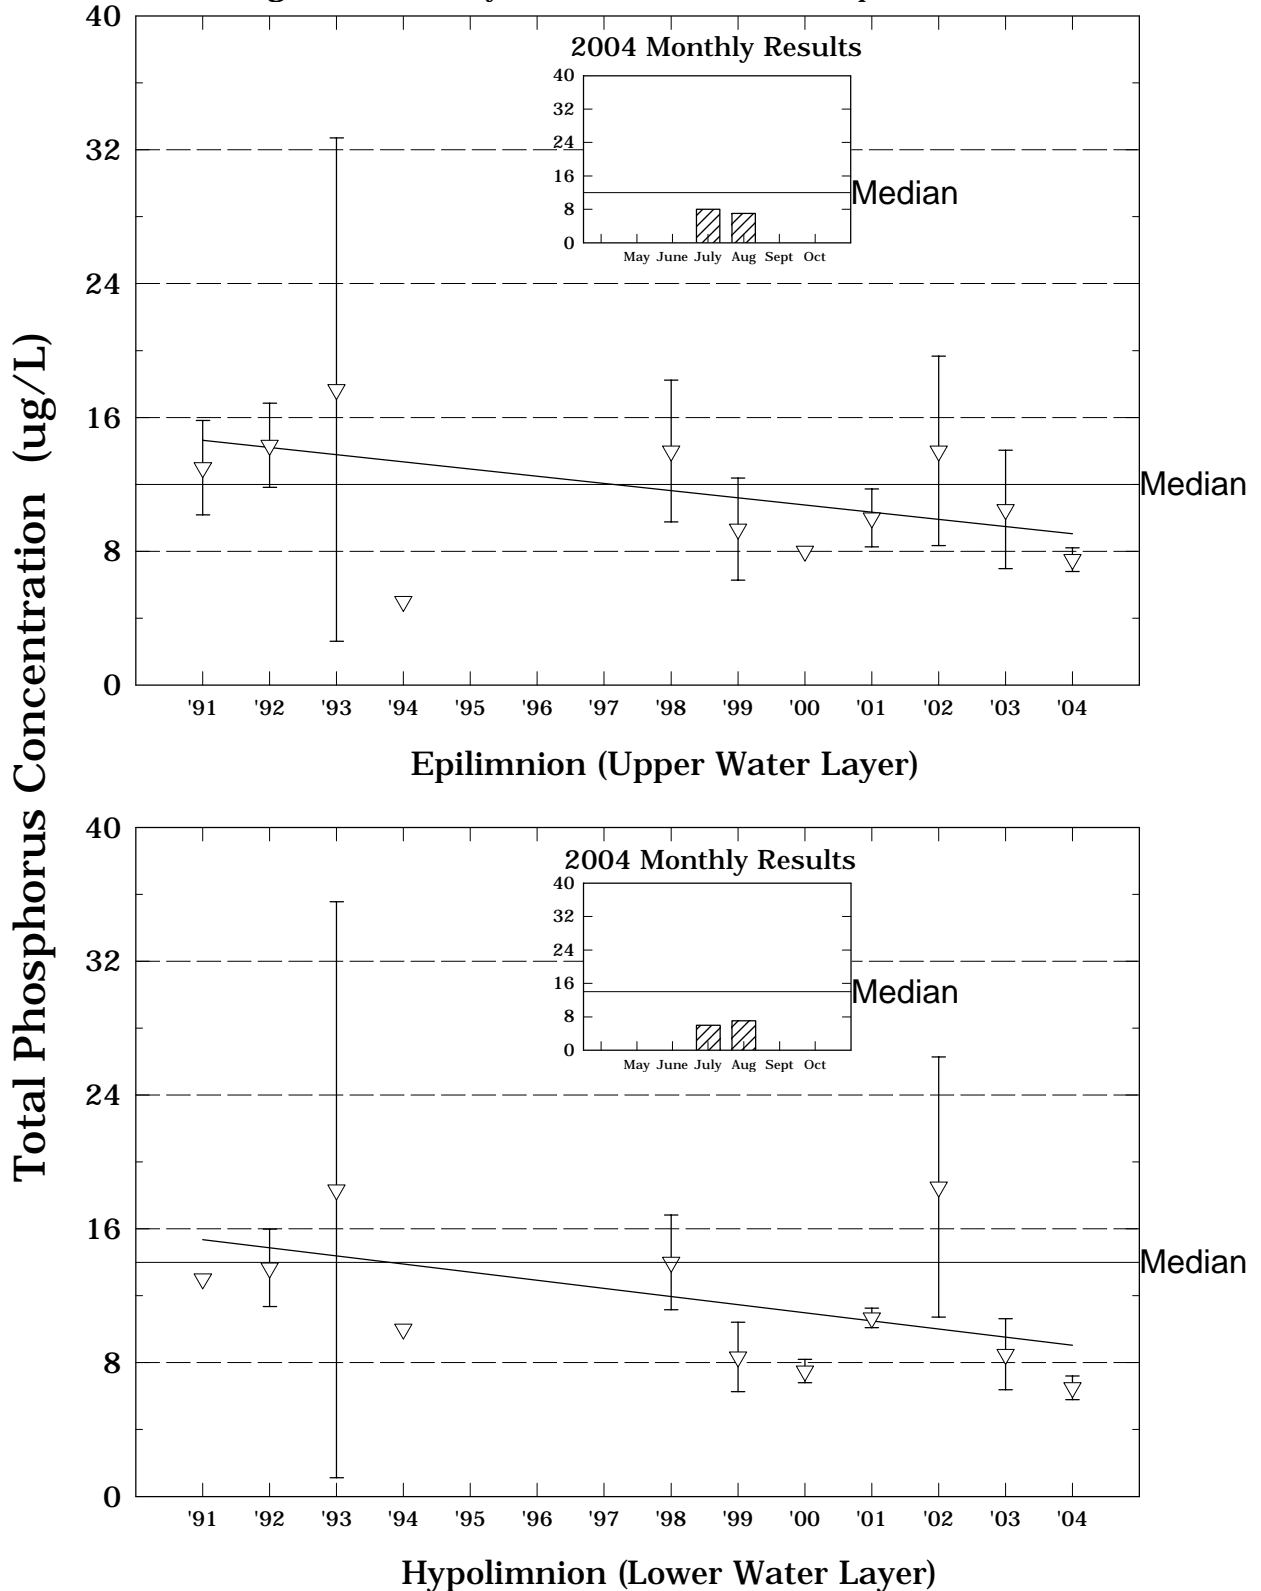 Total Phosphorus Concentration (ug/L)
2004 Monthly Results
40
32
24
16
8
0
Median
May June July Aug Sept Oct
40
32
24
16
8
0
Median
'91 '92 '93 '94 '95 '96 '97 '98 '99 '00 '01 '02 '03 '04
Epilimnion (Upper Water Layer)
2004 Monthly Results
40
32
24
16
8
0
Median
May June July Aug Sept Oct
40
32
24
16
8
0
Median
'91 '92 '93 '94 '95 '96 '97 '98 '99 '00 '01 '02 '03 '04
Hypolimnion (Lower Water Layer)